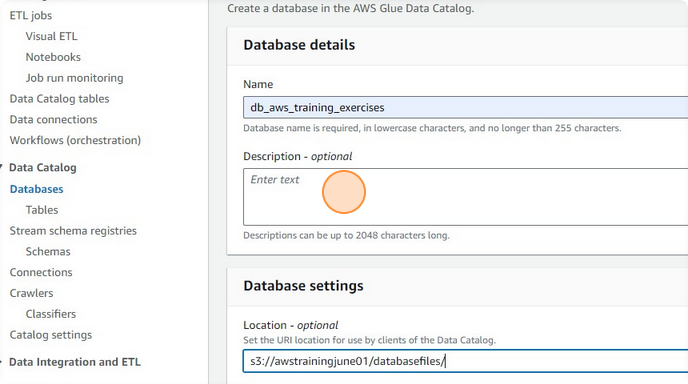 ETL jobs
Visual ETL
Notebooks
Job run monitoring
Data Catalog tables
Data connections
Workflows (orchestration)
Data Catalog
Databases
Tables
Stream schema registries
Schemas
Connections
Crawlers
Classifiers
Catalog settings
Data Integration and ETL
Create a database in the AWS Glue Data Catalog.
Database details
Name
db_aws_training_exercises
Database name is required, in lowercase characters, and no longer than 255 characters.
Description - optional
Enter text
Descriptions can be up to 2048 characters long.
Database settings
Location - optional
Set the URI location for use by clients of the Data Catalog.
s3://awstrainingjune01/databasefiles/